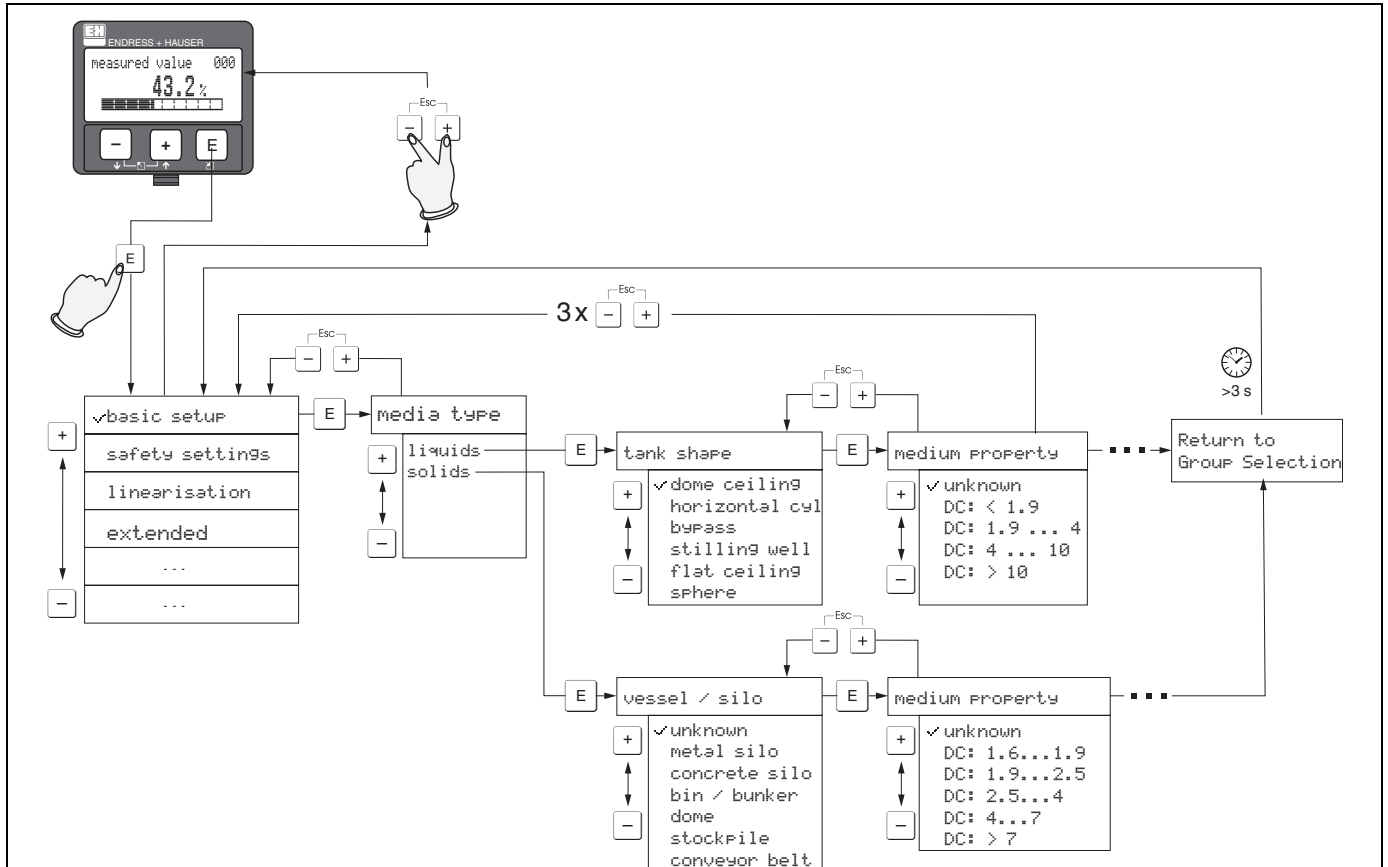 EH
ENDRESS + HAUSER
measured value 000
43.2 %
- + E
Esc
- +
E
Esc
3x - +
Esc
- +
>3 s
Esc
- +
✓basic setup
safety settings
linearisation
extended
...
...
+
-
E
media type
liquids
solids
+
-
E
tank shape
✓dome ceiling
horizontal cyl
bypass
stilling well
flat ceiling
sphere
+
-
E
medium property
✓unknown
DC: < 1.9
DC: 1.9 ... 4
DC: 4 ... 10
DC: > 10
+
-
Return to
Group Selection
Esc
- +
E
vessel / silo
✓unknown
metal silo
concrete silo
bin / bunker
dome
stockpile
conveyor belt
+
-
E
medium property
✓unknown
DC: 1.6...1.9
DC: 1.9...2.5
DC: 2.5...4
DC: 4...7
DC: > 7
+
-